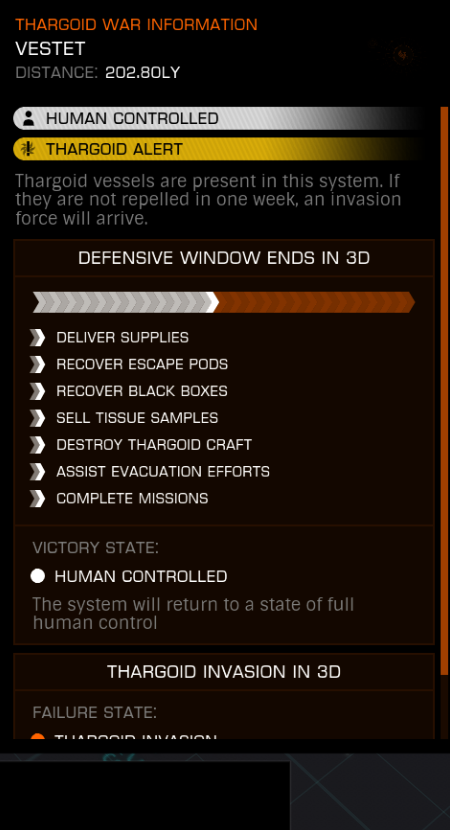 THARGOID WAR INFORMATION
VESTET
DISTANCE: 202.80LY
HUMAN CONTROLLED
THARGOID ALERT
Thargoid vessels are present in this system. If
they are not repelled in one week, an invasion
force will arrive.
DEFENSIVE WINDOW ENDS IN 3D
DELIVER SUPPLIES
RECOVER ESCAPE PODS
RECOVER BLACK BOXES
SELL TISSUE SAMPLES
DESTROY THARGOID CRAFT
ASSIST EVACUATION EFFORTS
COMPLETE MISSIONS
VICTORY STATE:
HUMAN CONTROLLED
The system will return to a state of full
human control
THARGOID INVASION IN 3D
FAILURE STATE:
THARGOID INVASION